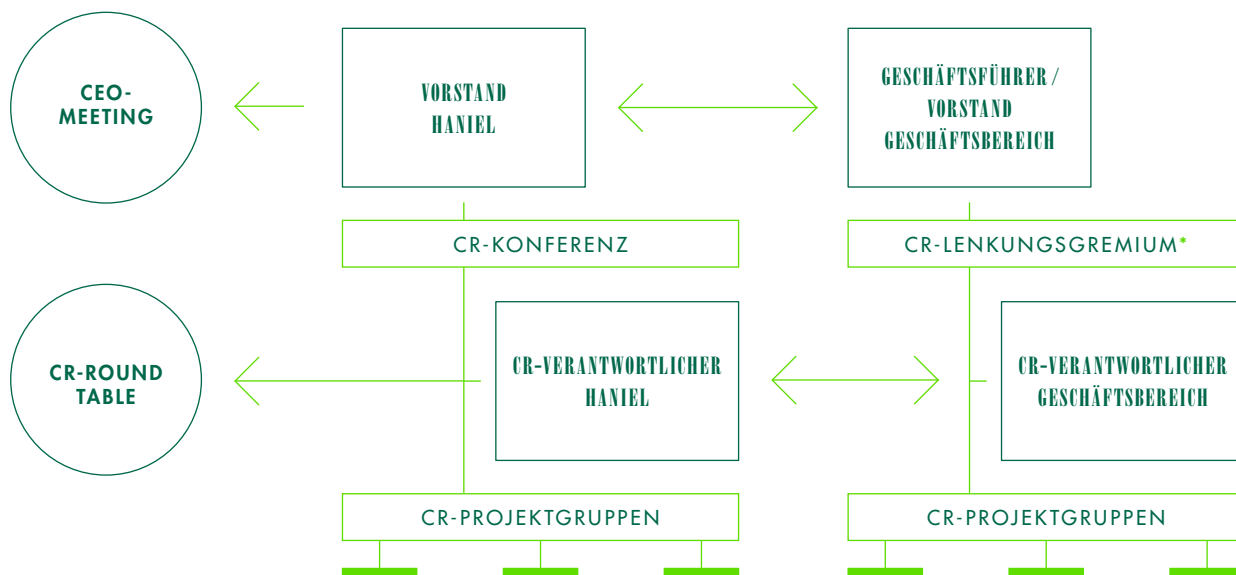 CEO-
MEETING
VORSTAND
HANIEL
GESCHÄFTSFÜHRER /
VORSTAND
GESCHÄFTSBEREICH
CR-KONFERENZ
CR-LENKUNGSGREMIUM*
CR-ROUND
TABLE
CR-VERANTWORTLICHER
HANIEL
CR-VERANTWORTLICHER
GESCHÄFTSBEREICH
CR-PROJEKTGRUPPEN
CR-PROJEKTGRUPPEN